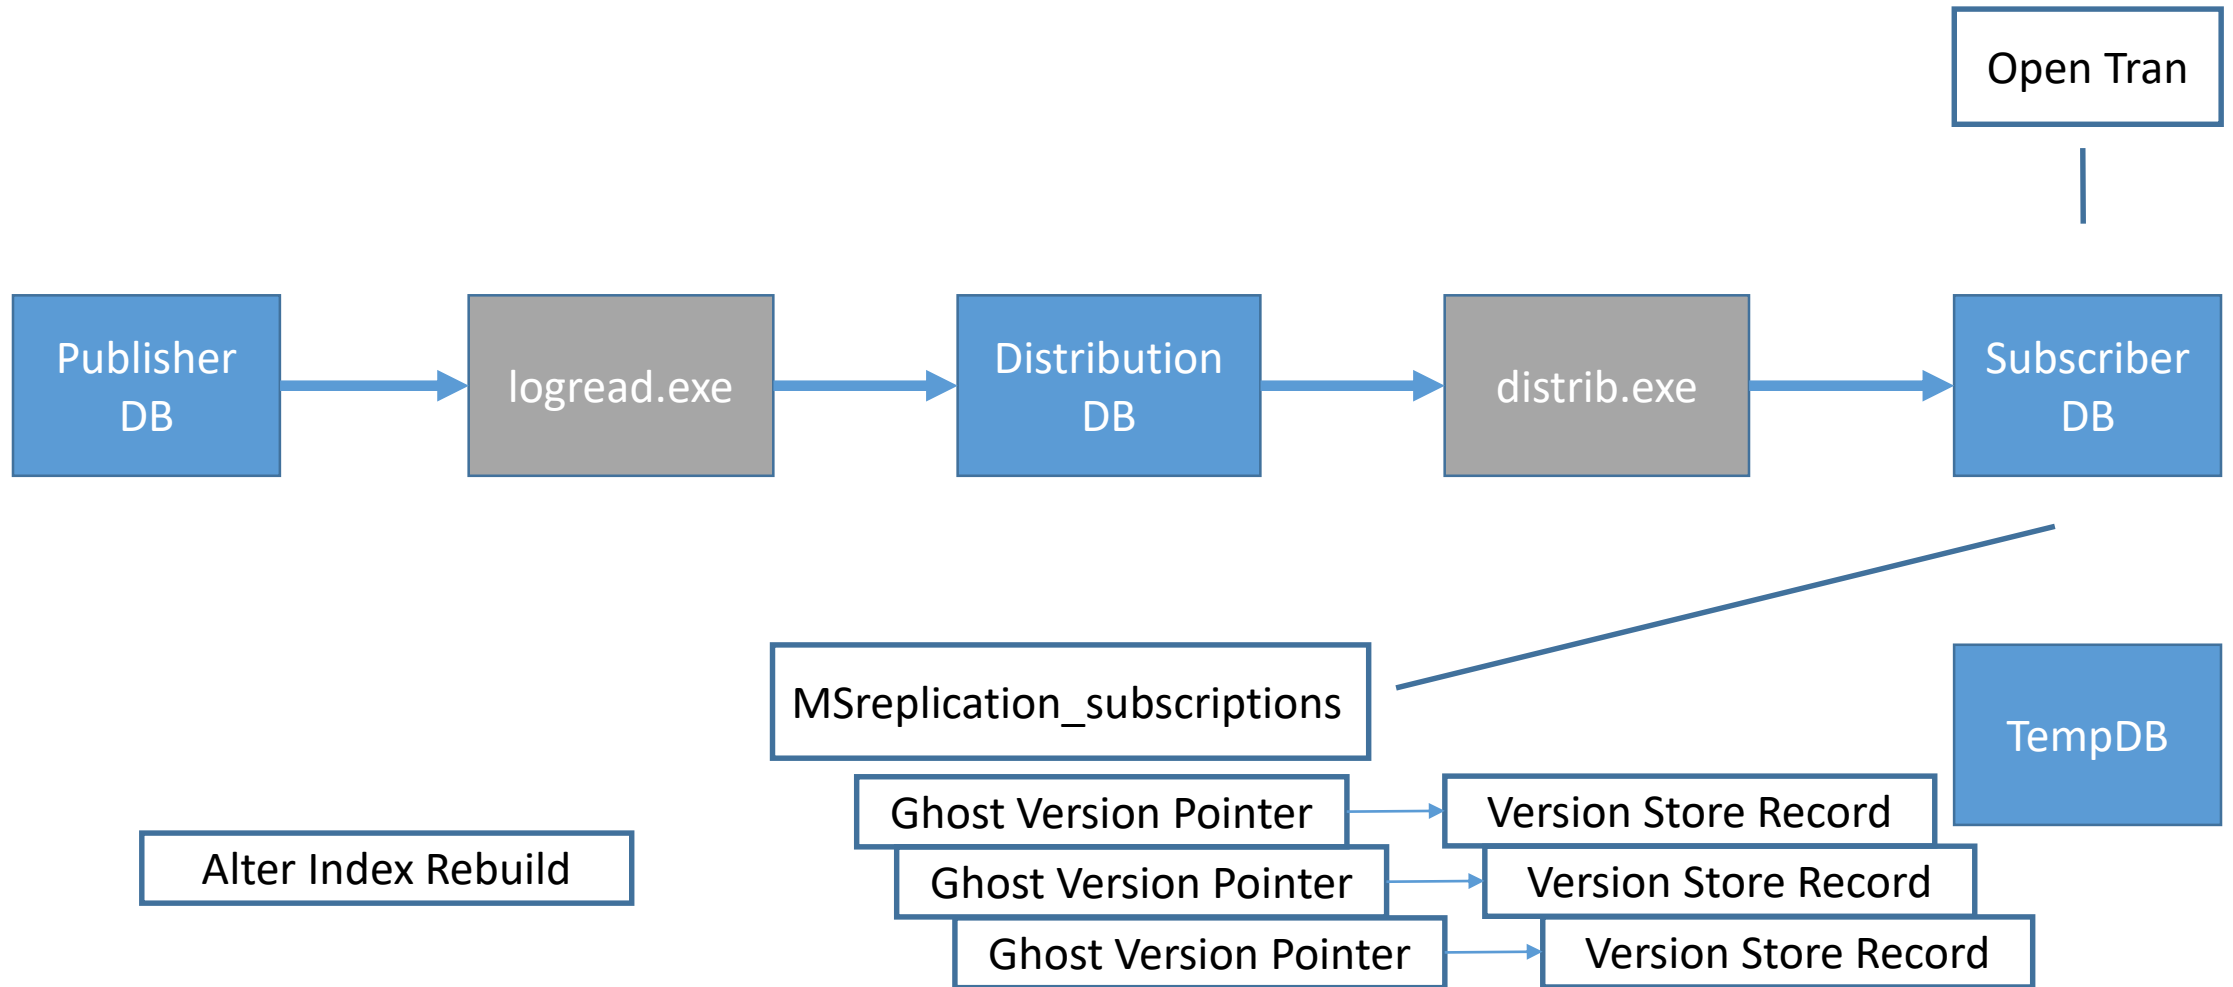 Open Tran
Publisher
DB
logread.exe
Distribution
DB
distrib.exe
Subscriber
DB
MSreplication_subscriptions
TempDB
Ghost Version Pointer
Version Store Record
Alter Index Rebuild
Ghost Version Pointer
Version Store Record
Ghost Version Pointer
Version Store Record